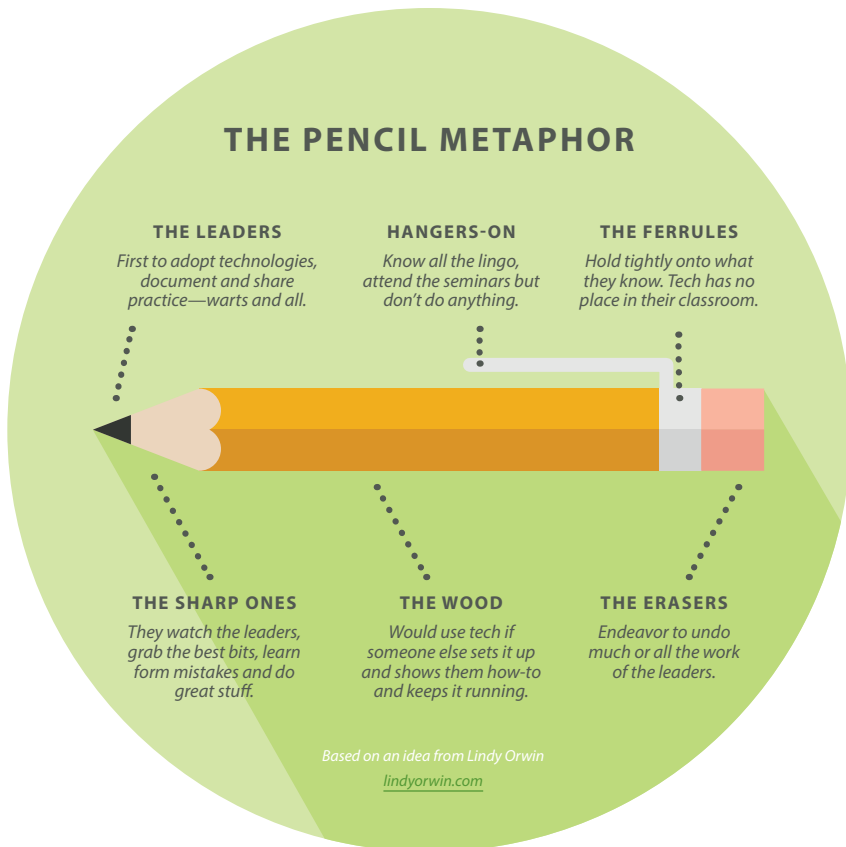 THE PENCIL METAPHOR
THE LEADERS
First to adopt technologies,
document and share
practice—warts and all.
HANGERS-ON
Know all the lingo,
attend the seminars but
don't do anything.
THE FERRULES
Hold tightly onto what
they know. Tech has no
place in their classroom.
THE SHARP ONES
They watch the leaders,
grab the best bits, learn
form mistakes and do
great stuff.
THE WOOD
Would use tech if
someone else sets it up
and shows them how-to
and keeps it running.
THE ERASERS
Endeavor to undo
much or all the work
of the leaders.
Based on an idea from Lindy Orwin
lindyorwin.com